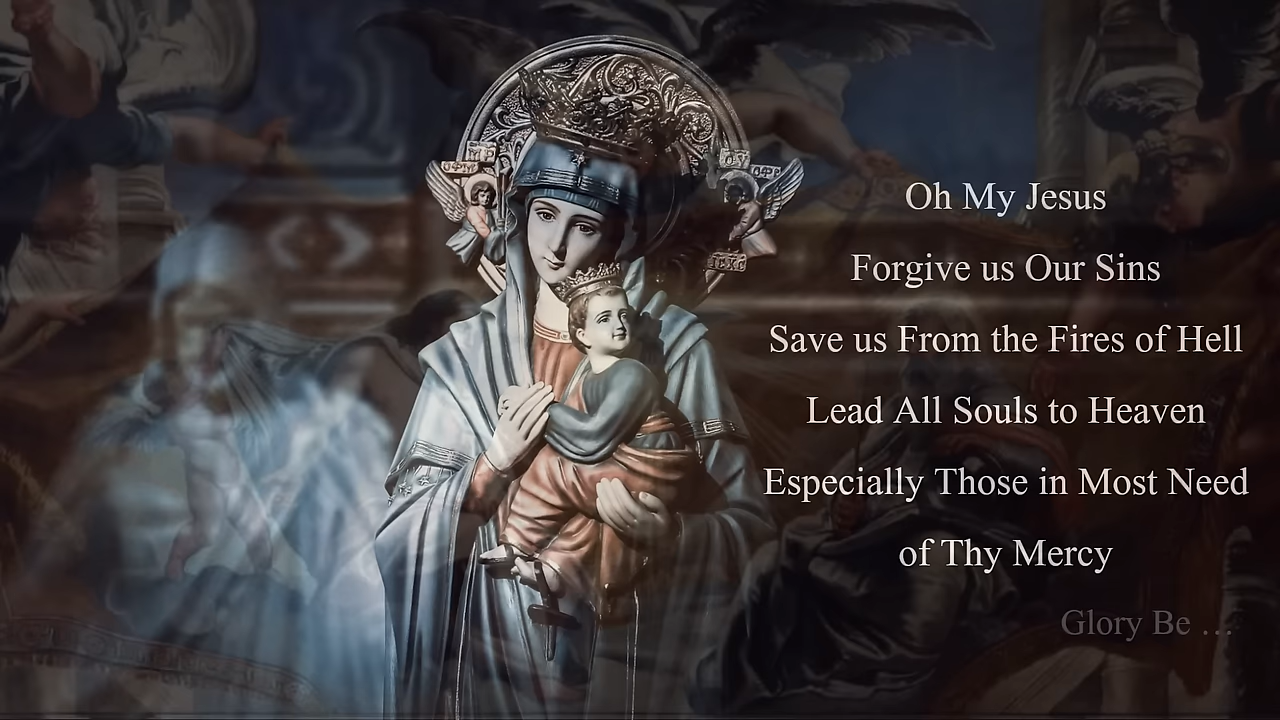 Oh My Jesus
Forgive us Our Sins
Save us From the Fires of Hell
Lead All Souls to Heaven
Especially Those in Most Need
of Thy Mercy
Glory Be …